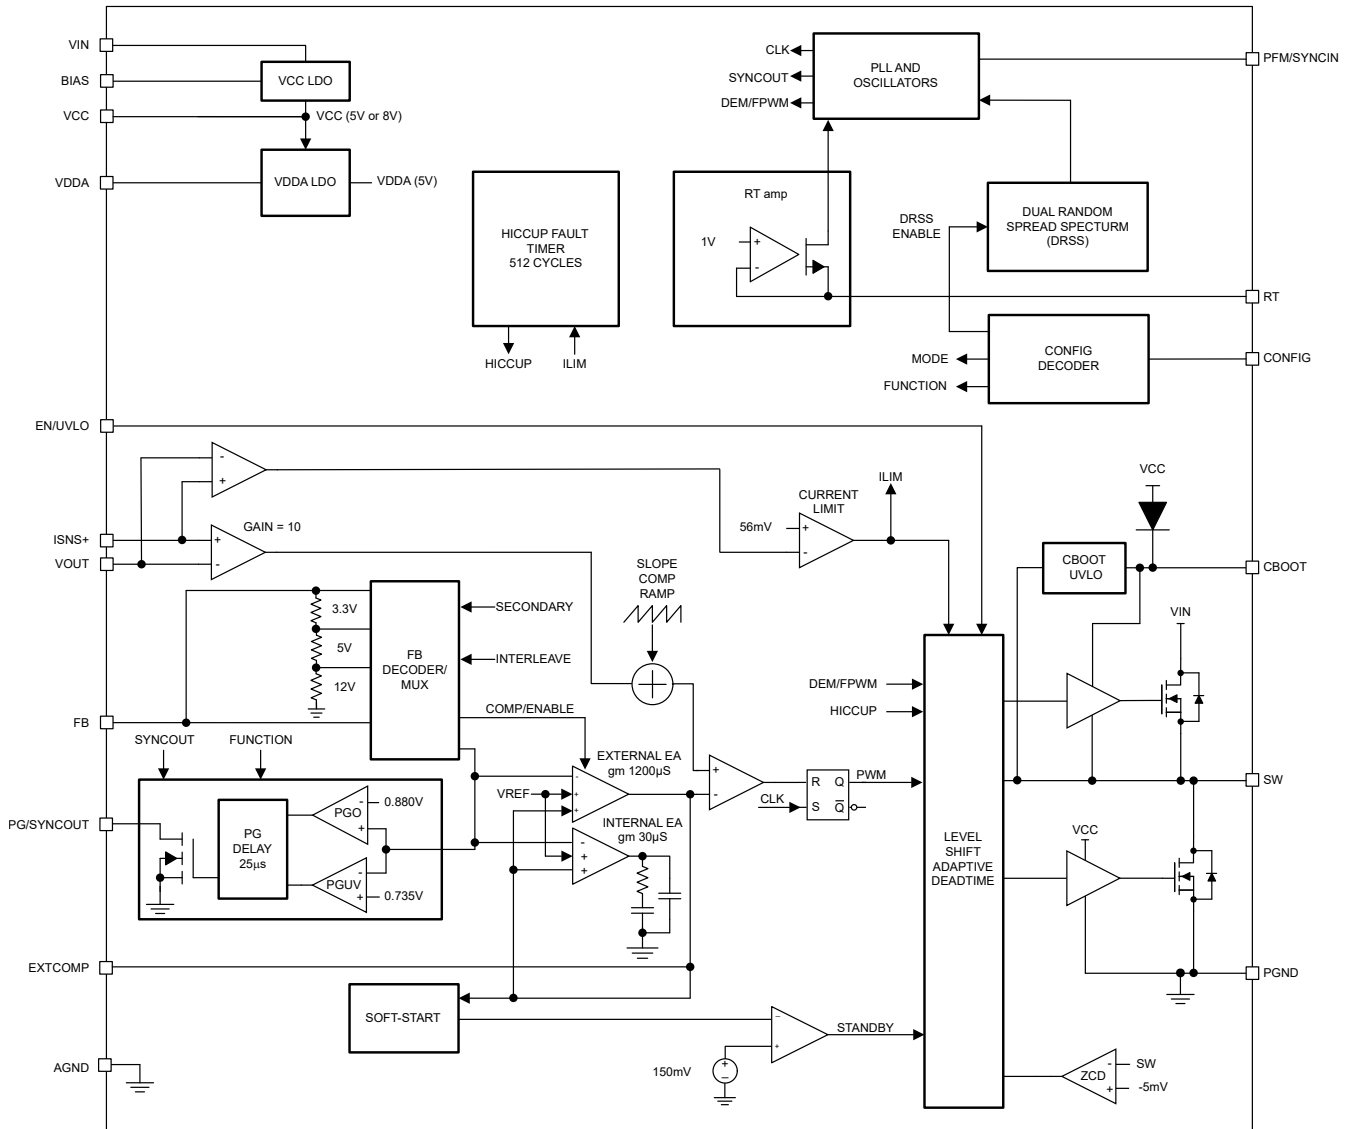 VIN
BIAS
VCC
VDDA
VCC LDO
VCC (5V or 8V)
VDDA LDO
VDDA (5V)
HICCUP FAULT
TIMER
512 CYCLES
HICCUP
ILIM
CLK
SYNCOUT
DEM/FPWM
PLL AND
OSCILLATORS
PFM/SYNCIN
RT amp
1V
+
-
DRSS
ENABLE
DUAL RANDOM
SPREAD SPECTURM
(DRSS)
RT
MODE
FUNCTION
CONFIG
DECODER
CONFIG
EN/UVLO
-
+
ISNS+
VOUT
GAIN = 10
+
-
CURRENT
LIMIT
56mV
+
-
ILIM
VCC
CBOOT
UVLO
CBOOT
SLOPE
COMP
RAMP
3.3V
5V
12V
FB
DECODER/
MUX
SECONDARY
INTERLEAVE
COMP/ENABLE
FB
SYNCOUT
FUNCTION
PG/SYNCOUT
PG
DELAY
25µs
PGO
-
+
0.880V
PGUV
-
+
0.735V
VREF
EXTERNAL EA
gm 1200µS
-
+
+
INTERNAL EA
gm 30µS
-
+
+
+
-
CLK
R Q
S Q
PWM
DEM/FPWM
HICCUP
LEVEL
SHIFT
ADAPTIVE
DEADTIME
VIN
SW
VCC
PGND
EXTCOMP
SOFT-START
AGND
150mV
+
–
–
+
STANDBY
ZCD
-
+
SW
-5mV